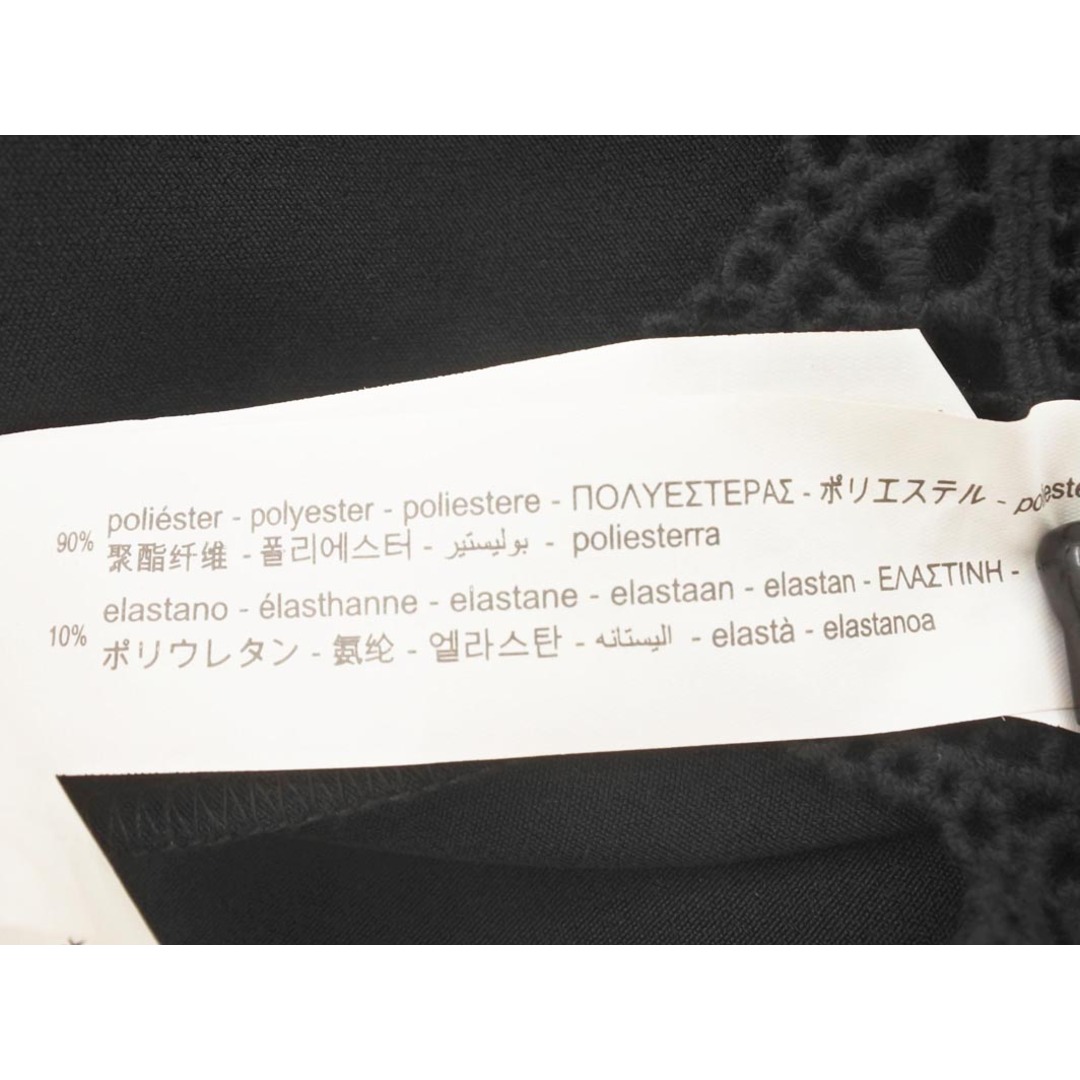 90% poliéster - polyester - poliestere - ΠΟΛΥΕΣΤΕΡΑΣ - ポリエステル -
聚酯纤维 - 폴리에스터 - بوليستير - poliesterra
10% elastano - élasthanne - elastane - elastaan - elastan - ΕΛΑΣΤΙΝΗ -
ポリウレタン - 氨纶 - 엘라스탄 - اليستانه - elastà - elastanoa